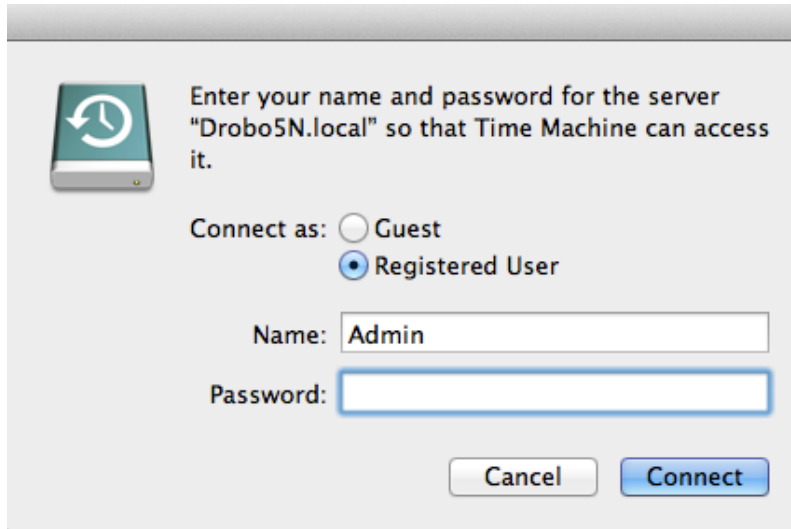 Enter your name and password for the server
“Drobo5N.local” so that Time Machine can access
it.
Connect as: Guest
Registered User
Name: Admin
Password:
Cancel Connect